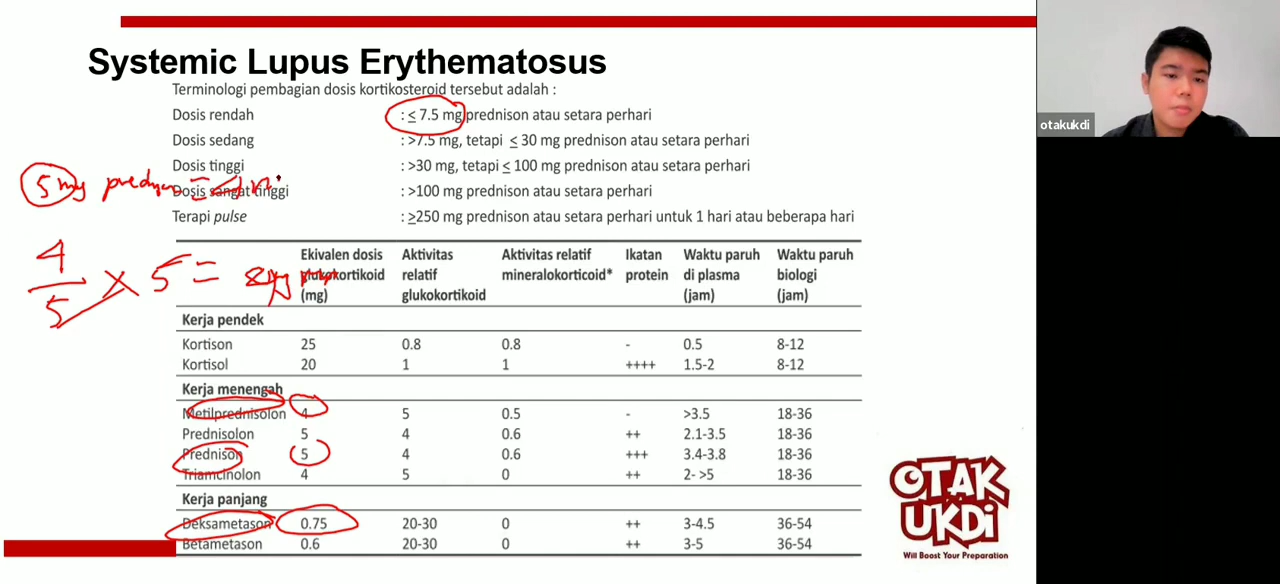 Systemic Lupus Erythematosus
Terminologi pembagian dosis kortikosteroid tersebut adalah :
Dosis rendah : ≤ 7.5 mg prednison atau setara perhari
Dosis sedang : >7.5 mg, tetapi ≤ 30 mg prednison atau setara perhari
Dosis tinggi : >30 mg, tetapi ≤ 100 mg prednison atau setara perhari
Dosis sangat tinggi : >100 mg prednison atau setara perhari
Terapi pulse : ≥250 mg prednison atau setara perhari untuk 1 hari atau beberapa hari
5 mg
4/5 x 5 =
Ekivalen dosis glukokortikoid (mg) Aktivitas relatif glukokortikoid Aktivitas relatif mineralokorticoid* Ikatan protein Waktu paruh di plasma (jam) Waktu paruh biologi (jam)
Kerja pendek
Kortison 25 0.8 0.8 - 0.5 8-12
Kortisol 20 1 1 ++++ 1.5-2 8-12
Kerja menengah
Metilprednisolon 4 5 0.5 - >3.5 18-36
Prednisolon 5 4 0.6 ++ 2.1-3.5 18-36
Prednison 5 4 0.6 +++ 3.4-3.8 18-36
Triamcinolon 4 5 0 ++ 2- >5 18-36
Kerja panjang
Deksametason 0.75 20-30 0 ++ 3-4.5 36-54
Betametason 0.6 20-30 0 ++ 3-5 36-54
otakukdi
OTAK
UKDi
Will Boost Your Preparation